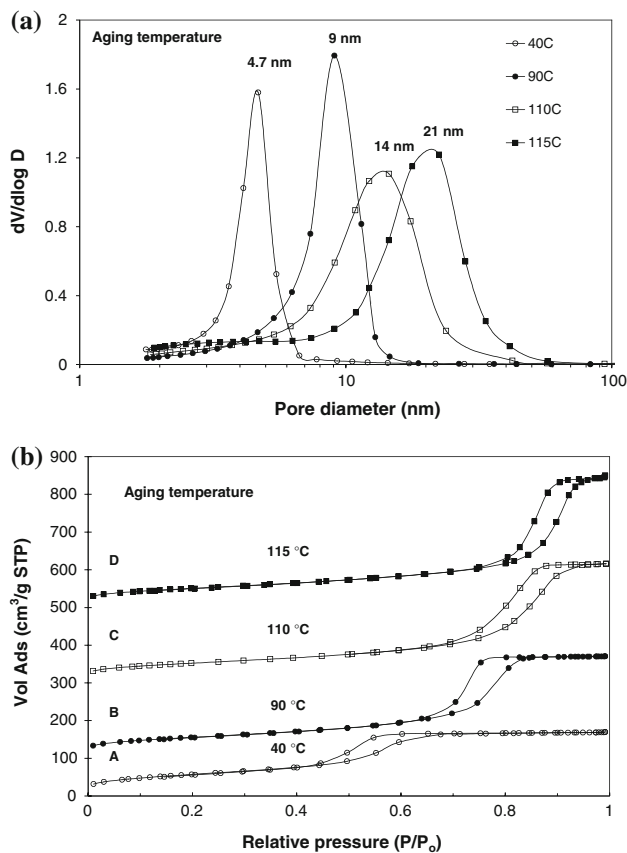 (a)
Aging temperature
4.7 nm
9 nm
14 nm
21 nm
40C
90C
110C
115C
2
1.6
1.2
0.8
0.4
0
dV/dlog D
1
10
100
Pore diameter (nm)
(b)
Aging temperature
900
800
700
600
500
400
300
200
100
0
Vol Ads (cm³/g STP)
D
115 °C
C
110 °C
B
90 °C
A
40 °C
0
0.2
0.4
0.6
0.8
1
Relative pressure (P/Pₒ)